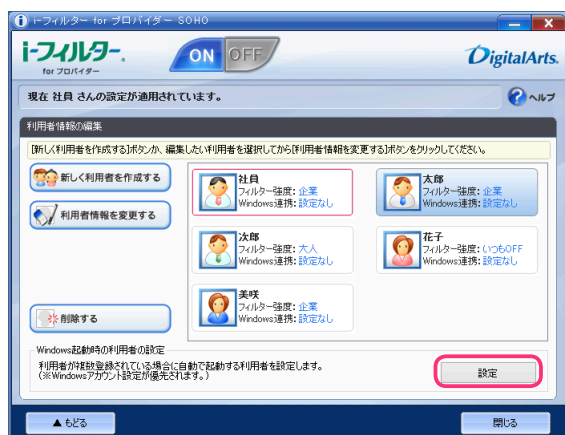 i-フィルター for プロバイダー SOHO
i-フィルター®
for プロバイダー
ON OFF
DigitalArts.
現在 社員 さんの設定が適用されています。
ヘルプ
利用者情報の編集
[新しく利用者を作成する]ボタンか、編集したい利用者を選択してから[利用者情報を変更する]ボタンをクリックしてください。
新しく利用者を作成する
利用者情報を変更する
削除する
社員
フィルター強度: 企業
Windows連携: 設定なし
太郎
フィルター強度: 企業
Windows連携: 設定なし
次郎
フィルター強度: 大人
Windows連携: 設定なし
花子
フィルター強度: いつもOFF
Windows連携: 設定なし
美咲
フィルター強度: 企業
Windows連携: 設定なし
Windows起動時の利用者の設定
利用者が複数登録されている場合に自動で起動する利用者を設定します。
(※Windowsアカウント設定が優先されます。)
設定
▲ もどる
閉じる